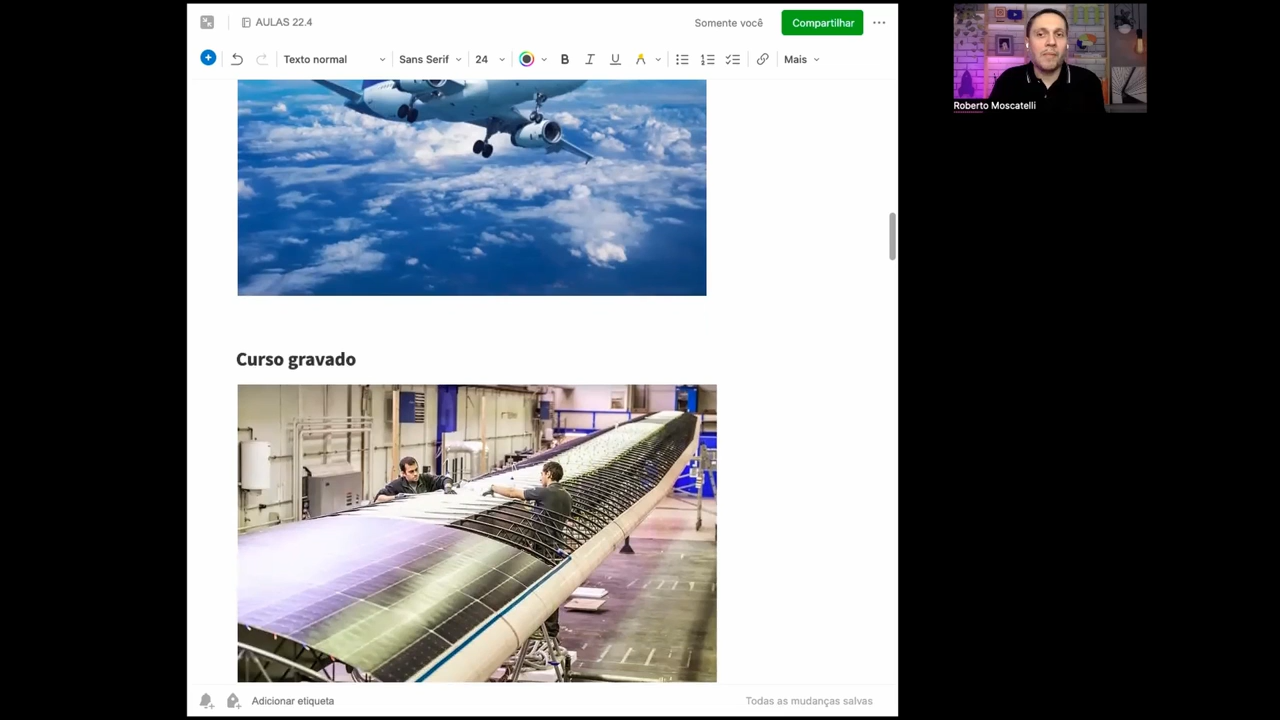 AULAS 22.4
Somente você
Compartilhar
Texto normal
Sans Serif
24
B I U A
Mais
Roberto Moscatelli
Curso gravado
Adicionar etiqueta
Todas as mudanças salvas